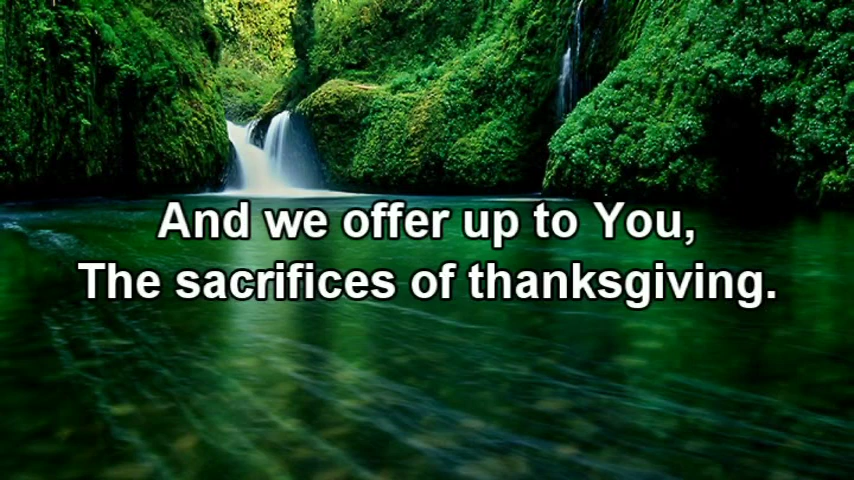 And we offer up to You,
The sacrifices of thanksgiving.